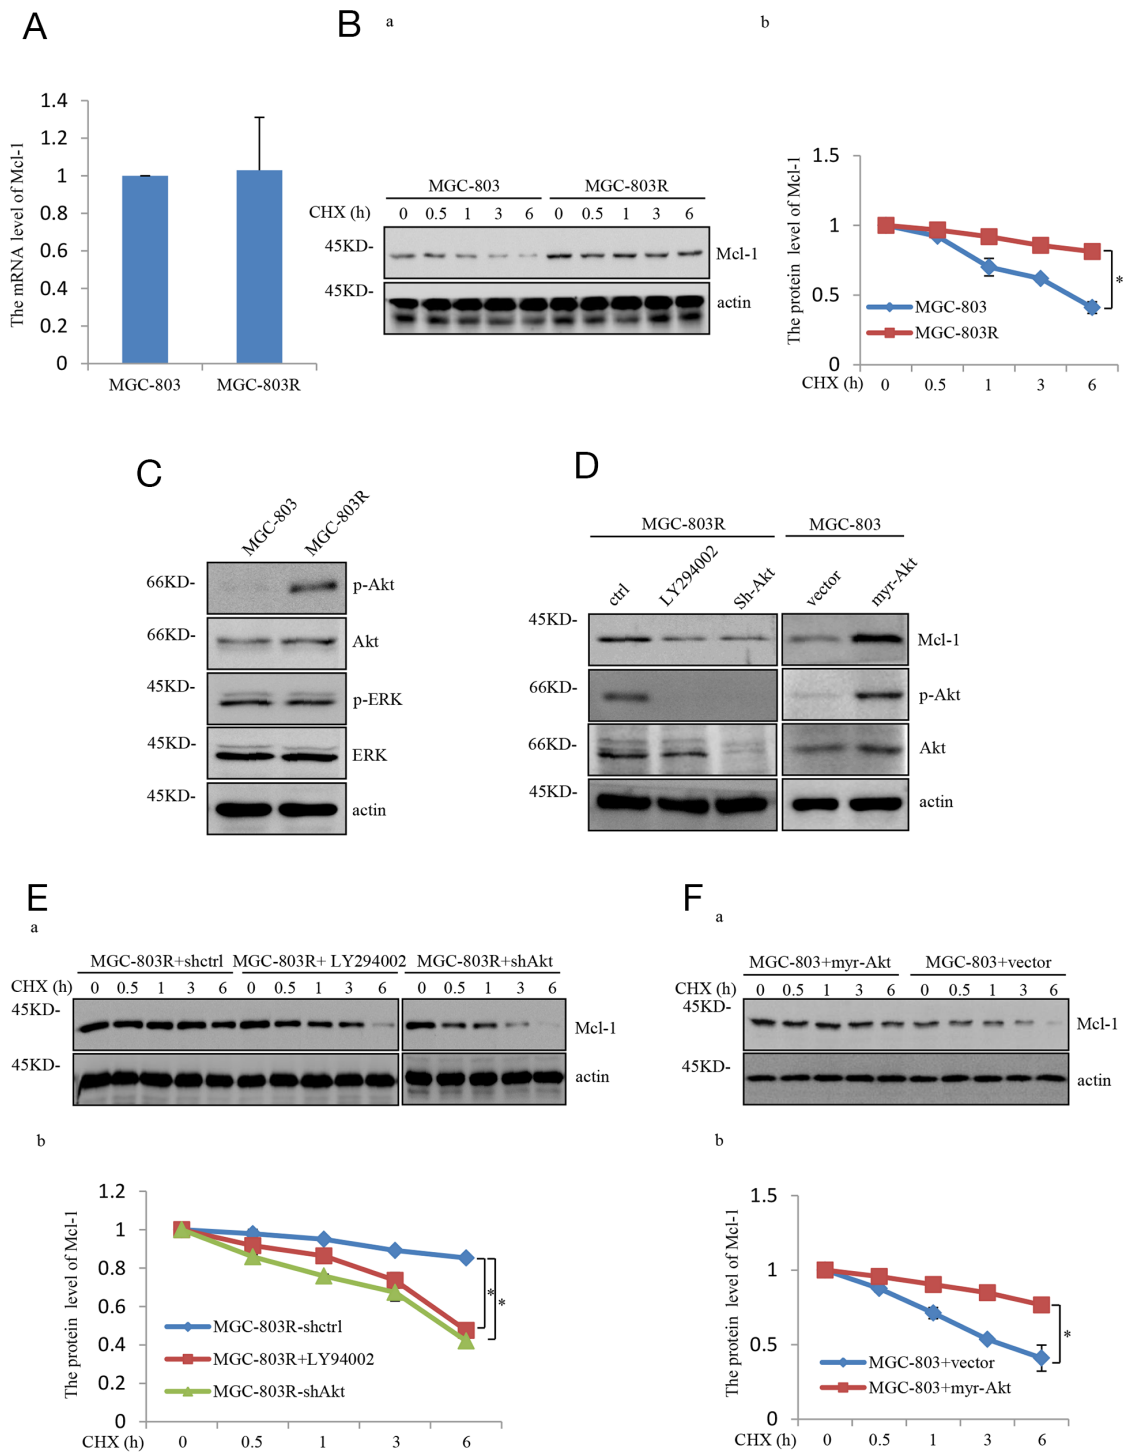 A
The mRNA level of Mcl-1
1.4
1.2
1
0.8
0.6
0.4
0.2
0
MGC-803 MGC-803R
B
a
MGC-803 MGC-803R
CHX (h) 0 0.5 1 3 6 0 0.5 1 3 6
45KD- Mcl-1
45KD- actin
b
The protein level of Mcl-1
1.5
1
0.5
0
*
MGC-803
MGC-803R
CHX (h) 0 0.5 1 3 6
C
MGC-803 MGC-803R
66KD- p-Akt
66KD- Akt
45KD- p-ERK
45KD- ERK
45KD- actin
D
MGC-803R MGC-803
ctrl LY294002 Sh-Akt vector myr-Akt
45KD- Mcl-1
66KD- p-Akt
66KD- Akt
45KD- actin
E
a
MGC-803R+shctrl MGC-803R+ LY294002 MGC-803R+shAkt
CHX (h) 0 0.5 1 3 6 0 0.5 1 3 6 0 0.5 1 3 6
45KD- Mcl-1
45KD- actin
b
The protein level of Mcl-1
1.2
1
0.8
0.6
0.4
0.2
0
* *
MGC-803R-shctrl
MGC-803R+LY94002
MGC-803R-shAkt
CHX (h) 0 0.5 1 3 6
F
a
MGC-803+myr-Akt MGC-803+vector
CHX (h) 0 0.5 1 3 6 0 0.5 1 3 6
45KD- Mcl-1
45KD- actin
b
The protein level of Mcl-1
1.5
1
0.5
0
*
MGC-803+vector
MGC-803+myr-Akt
CHX (h) 0 0.5 1 3 6